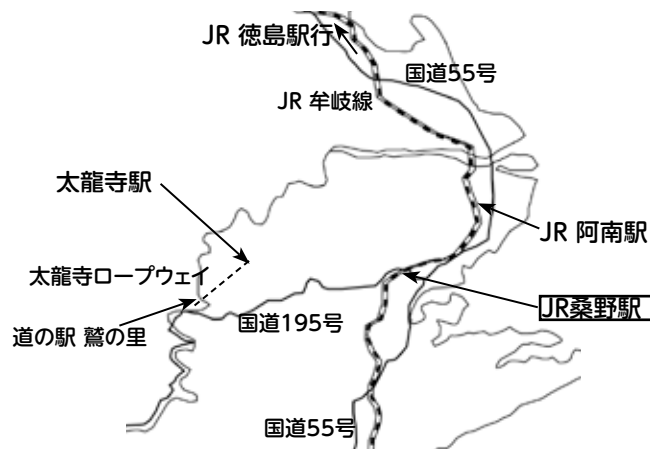 JR 徳島駅行
国道55号
JR 牟岐線
太龍寺駅
JR 阿南駅
太龍寺ロープウェイ
JR桑野駅
国道195号
道の駅 鷲の里
国道55号